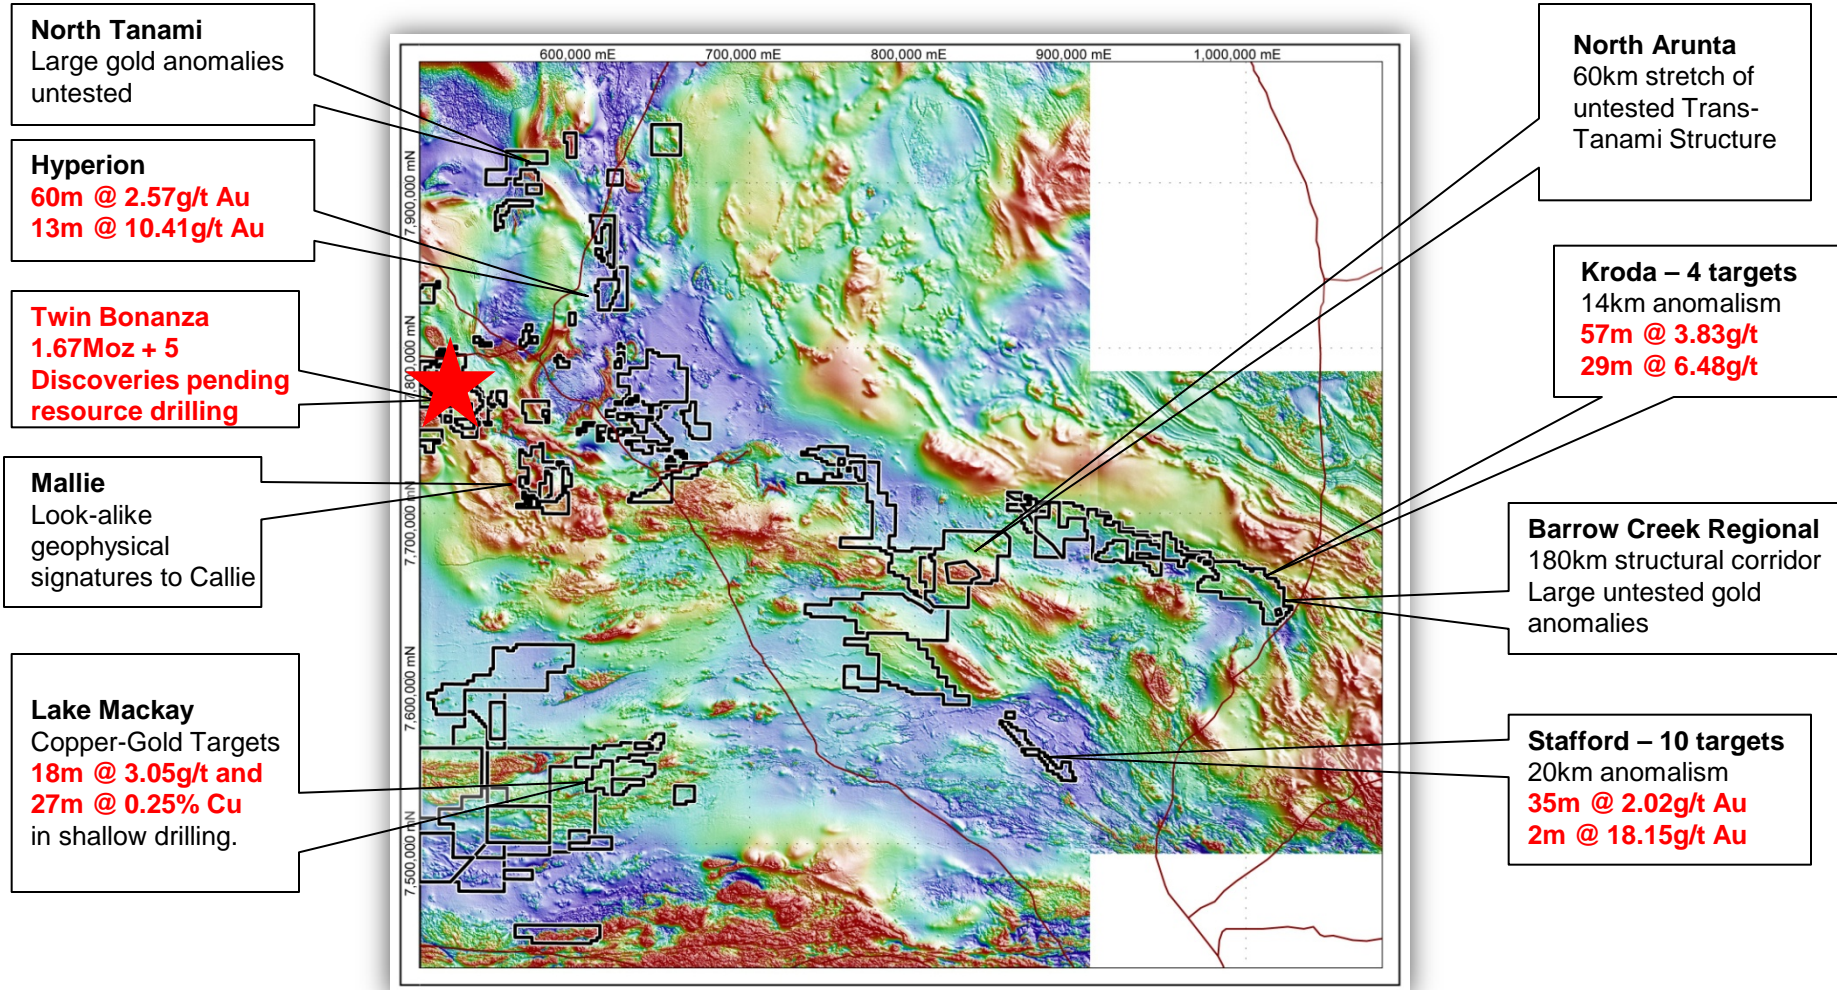 North Tanami
Large gold anomalies
untested
Hyperion
60m @ 2.57g/t Au
13m @ 10.41g/t Au
Twin Bonanza
1.67Moz + 5
Discoveries pending
resource drilling
Mallie
Look-alike
geophysical
signatures to Callie
Lake Mackay
Copper-Gold Targets
18m @ 3.05g/t and
27m @ 0.25% Cu
in shallow drilling.
600,000 mE
700,000 mE
800,000 mE
900,000 mE
1,000,000 mE
7,900,000 mN
7,800,000 mN
7,700,000 mN
7,600,000 mN
7,500,000 mN
North Arunta
60km stretch of
untested Trans-
Tanami Structure
Kroda – 4 targets
14km anomalism
57m @ 3.83g/t
29m @ 6.48g/t
Barrow Creek Regional
180km structural corridor
Large untested gold
anomalies
Stafford – 10 targets
20km anomalism
35m @ 2.02g/t Au
2m @ 18.15g/t Au